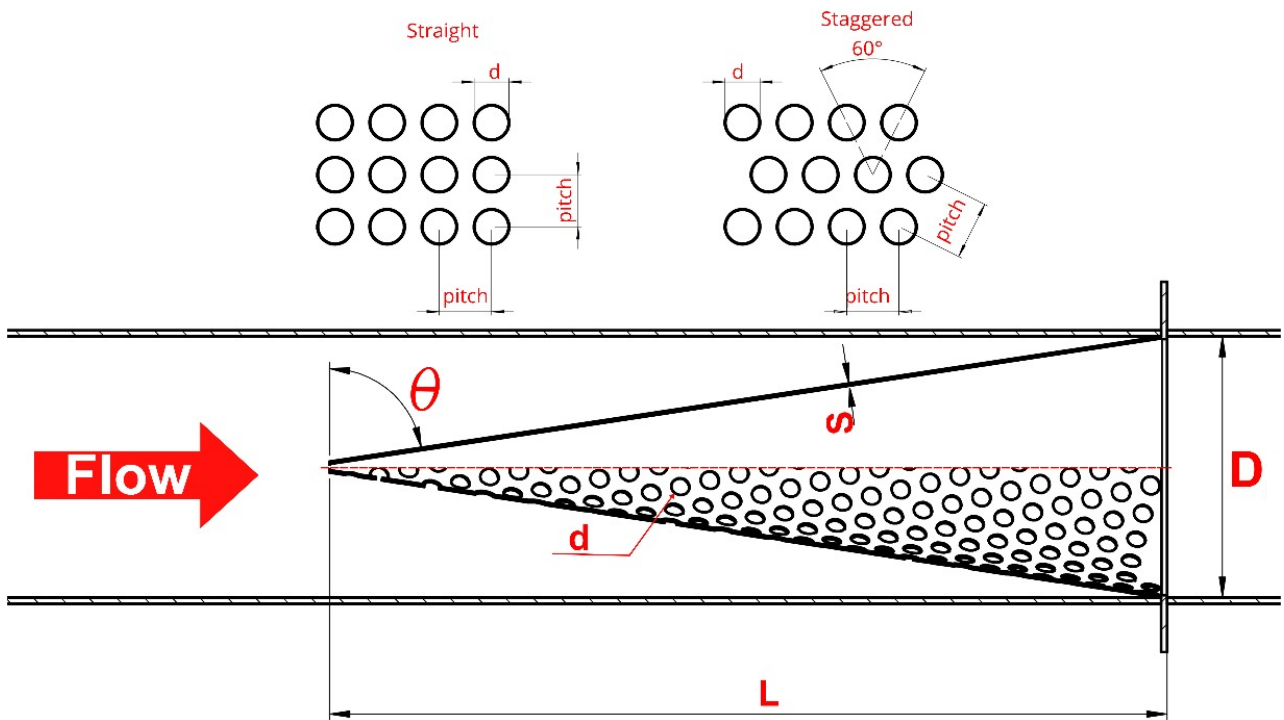 Straight
d
pitch
pitch
Staggered
60°
d
pitch
pitch
θ
S
Flow
d
D
L